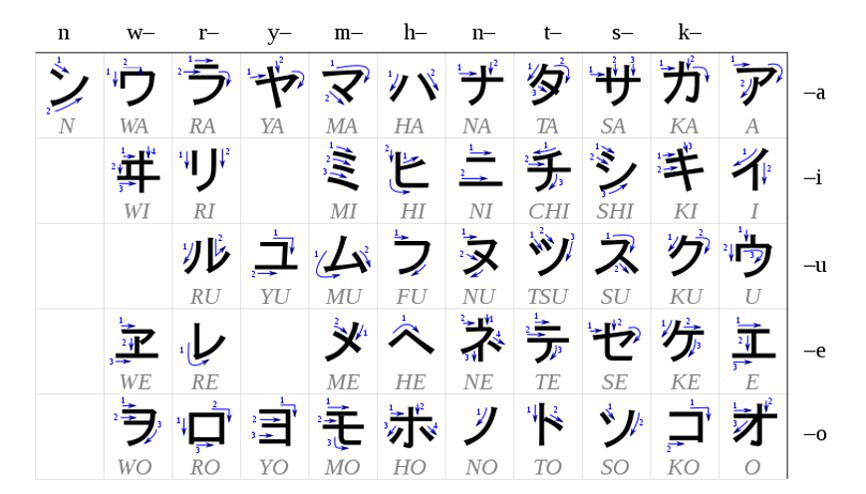 n w– r– y– m– h– n– t– s– k–
ン ワ ラ ヤ マ ハ ナ タ サ カ ア –a
N WA RA YA MA HA NA TA SA KA A
ヰ リ ミ ヒ ニ チ シ キ イ –i
WI RI MI HI NI CHI SHI KI I
ル ユ ム フ ヌ ツ ス ク ウ –u
RU YU MU FU NU TSU SU KU U
ヱ レ メ ヘ ネ テ セ ケ エ –e
WE RE ME HE NE TE SE KE E
ヲ ロ ヨ モ ホ ノ ト ソ コ オ –o
WO RO YO MO HO NO TO SO KO O